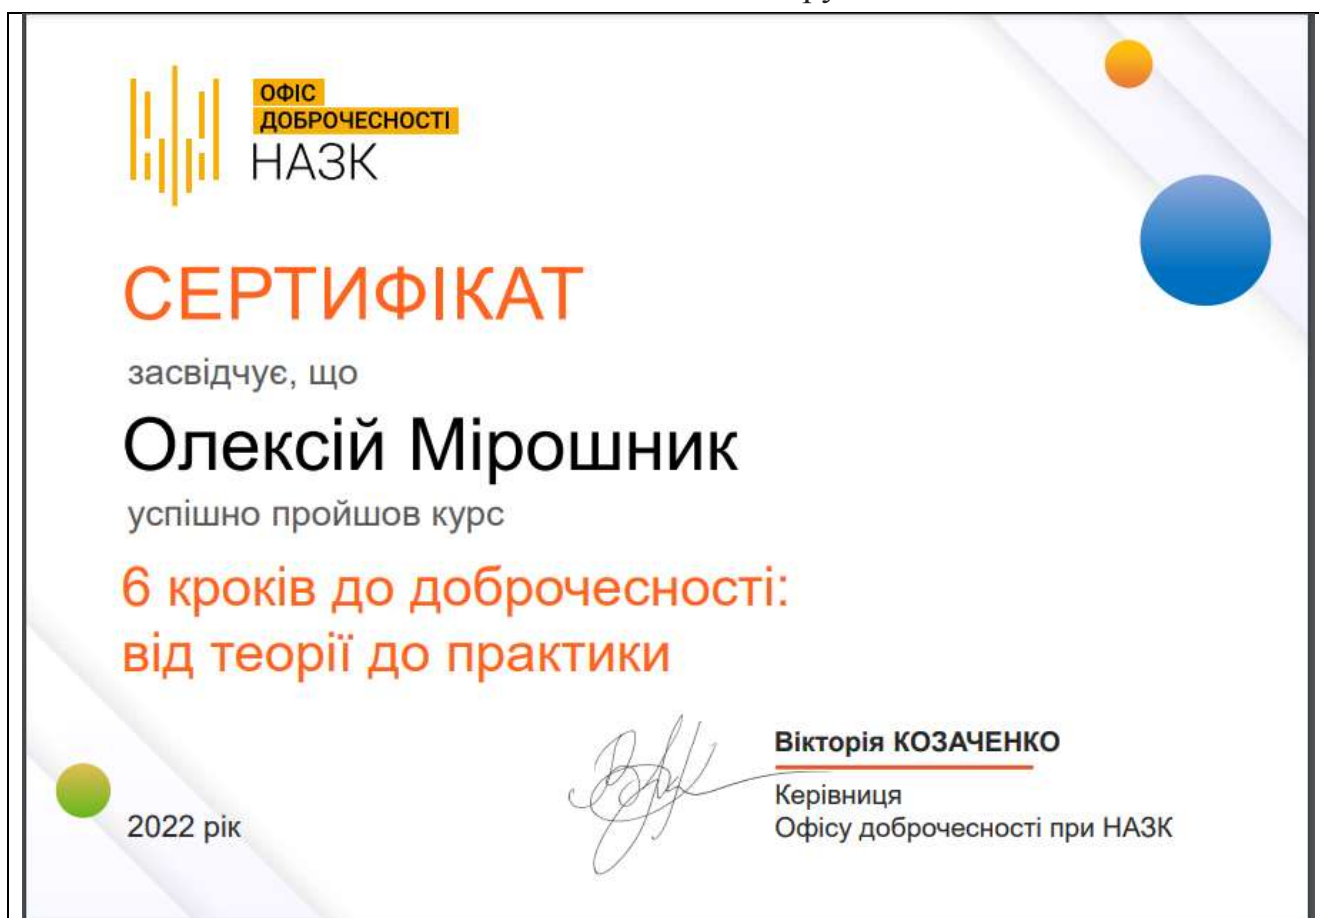 ОФІС
ДОБРОЧЕСНОСТІ
НАЗК
СЕРТИФІКАТ
засвідчує, що
Олексій Мірошник
успішно пройшов курс
6 кроків до доброчесності:
від теорії до практики
Вікторія КОЗАЧЕНКО
Керівниця
Офісу доброчесності при НАЗК
2022 рік